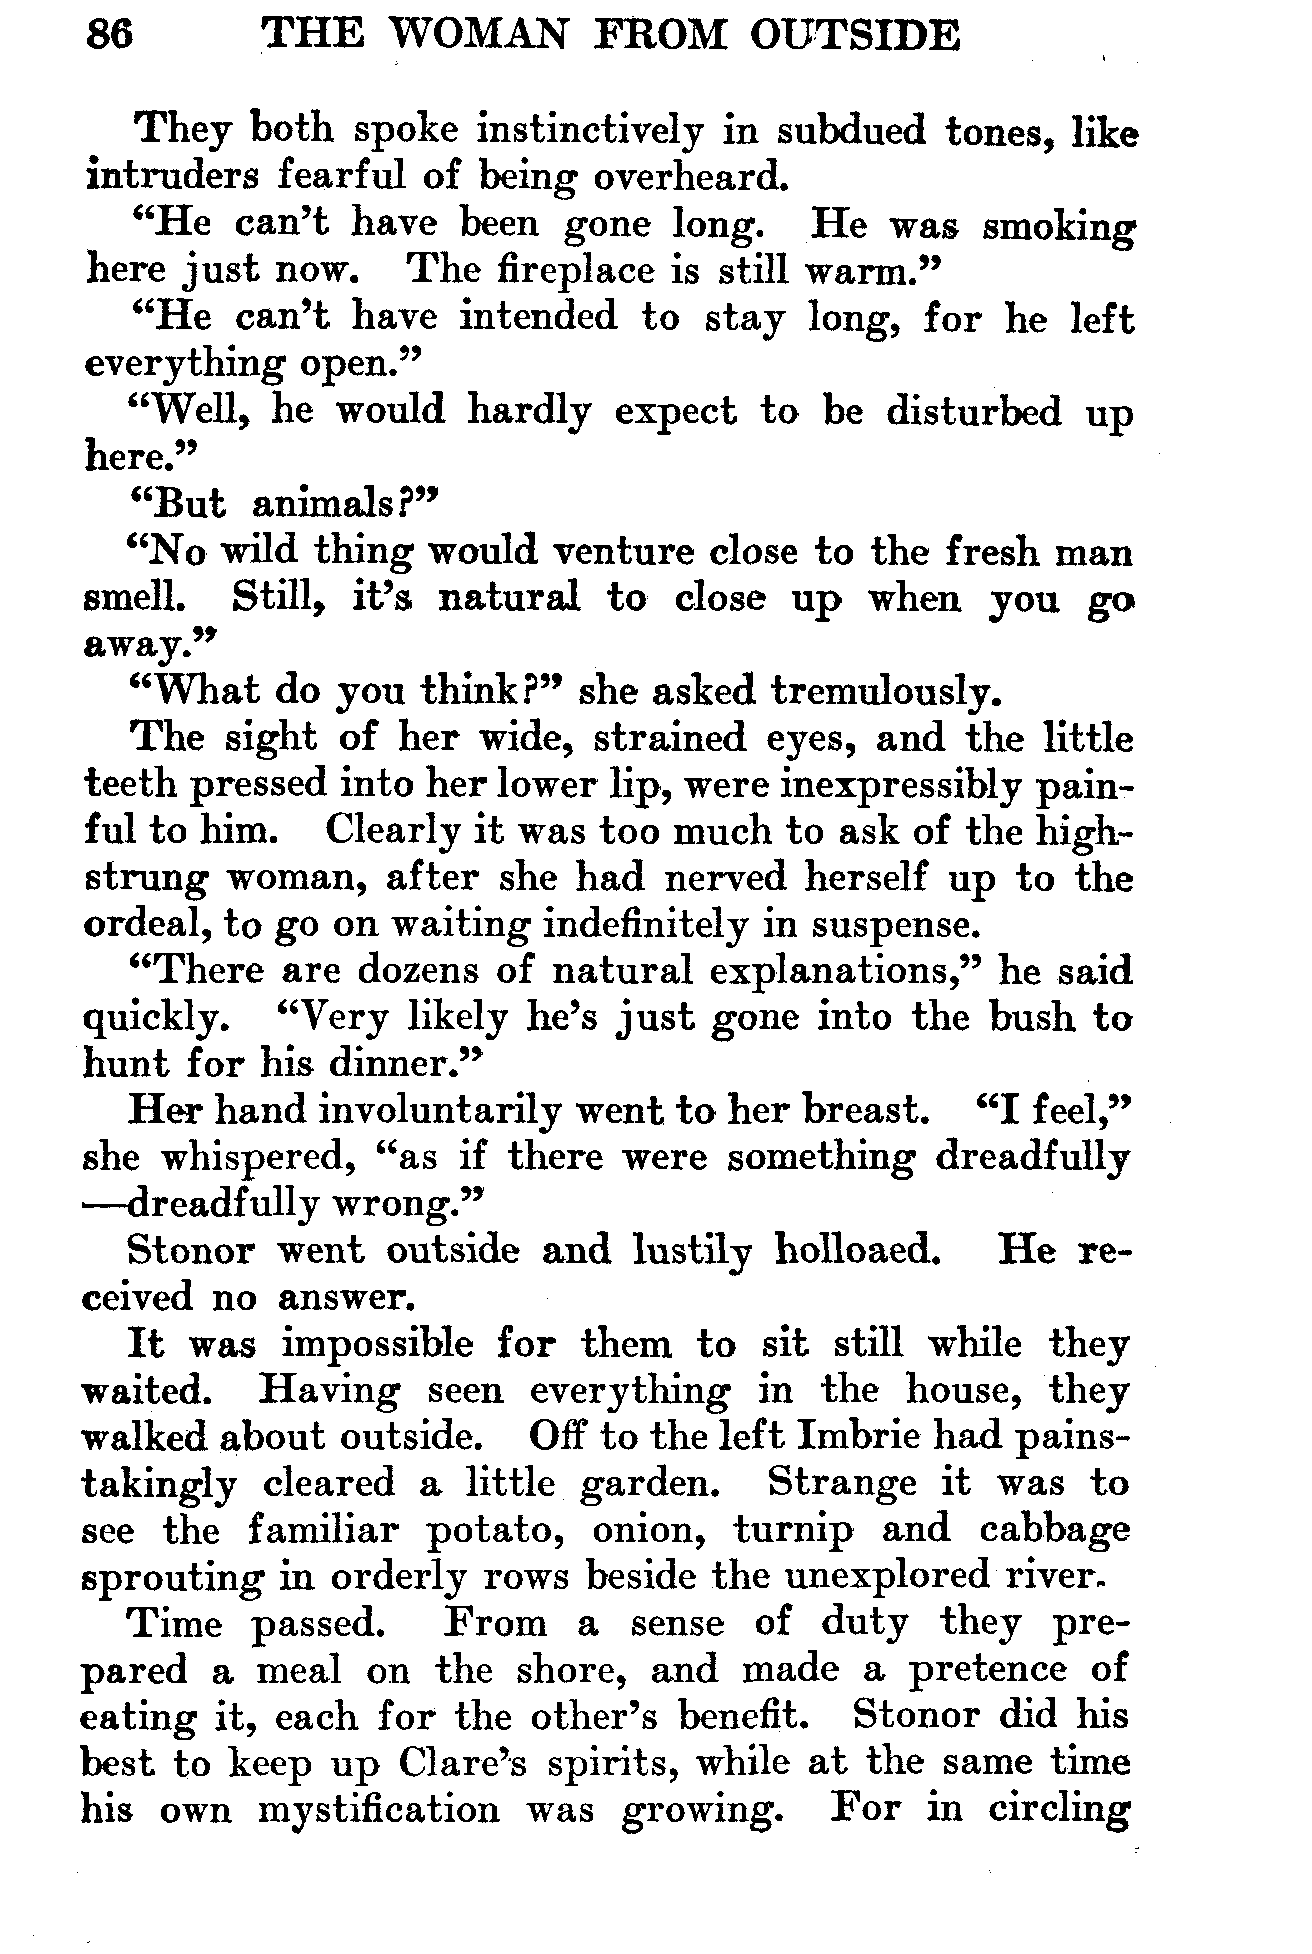 86 THE WOMAN FROM OUTSIDE
They both spoke instinctively in subdued tones, like
intruders fearful of being overheard.
“He can’t have been gone long. He was smoking
here just now. The fireplace is still warm.”
“He can’t have intended to stay long, for he left
everything open.”
“Well, he would hardly expect to be disturbed up
here.”
“But animals?”
“No wild thing would venture close to the fresh man
smell. Still, it’s natural to close up when you go
away.”
“What do you think?” she asked tremulously.
The sight of her wide, strained eyes, and the little
teeth pressed into her lower lip, were inexpressibly pain-
ful to him. Clearly it was too much to ask of the high-
strung woman, after she had nerved herself up to the
ordeal, to go on waiting indefinitely in suspense.
“There are dozens of natural explanations,” he said
quickly. “Very likely he’s just gone into the bush to
hunt for his dinner.”
Her hand involuntarily went to her breast. “I feel,”
she whispered, “as if there were something dreadfully
—dreadfully wrong.”
Stonor went outside and lustily holloaed. He re-
ceived no answer.
It was impossible for them to sit still while they
waited. Having seen everything in the house, they
walked about outside. Off to the left Imbrie had pains-
takingly cleared a little garden. Strange it was to
see the familiar potato, onion, turnip and cabbage
sprouting in orderly rows beside the unexplored river.
Time passed. From a sense of duty they pre-
pared a meal on the shore, and made a pretence of
eating it, each for the other’s benefit. Stonor did his
best to keep up Clare’s spirits, while at the same time
his own mystification was growing. For in circling